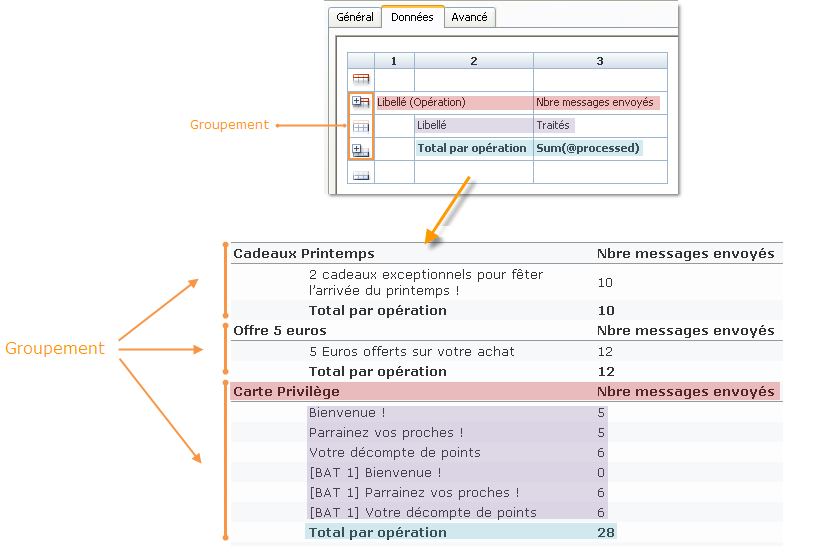 Général Données Avancé
1 2 3
Libellé (Opération) Nbre messages envoyés
Groupement
Libellé Traités
Total par opération Sum(@processed)
Cadeaux Printemps Nbre messages envoyés
2 cadeaux exceptionnels pour fêter
l'arrivée du printemps ! 10
Total par opération 10
Offre 5 euros Nbre messages envoyés
Groupement
5 Euros offerts sur votre achat 12
Total par opération 12
Carte Privilège Nbre messages envoyés
Bienvenue ! 5
Parrainez vos proches ! 5
Votre décompte de points 6
[BAT 1] Bienvenue ! 0
[BAT 1] Parrainez vos proches ! 6
[BAT 1] Votre décompte de points 6
Total par opération 28